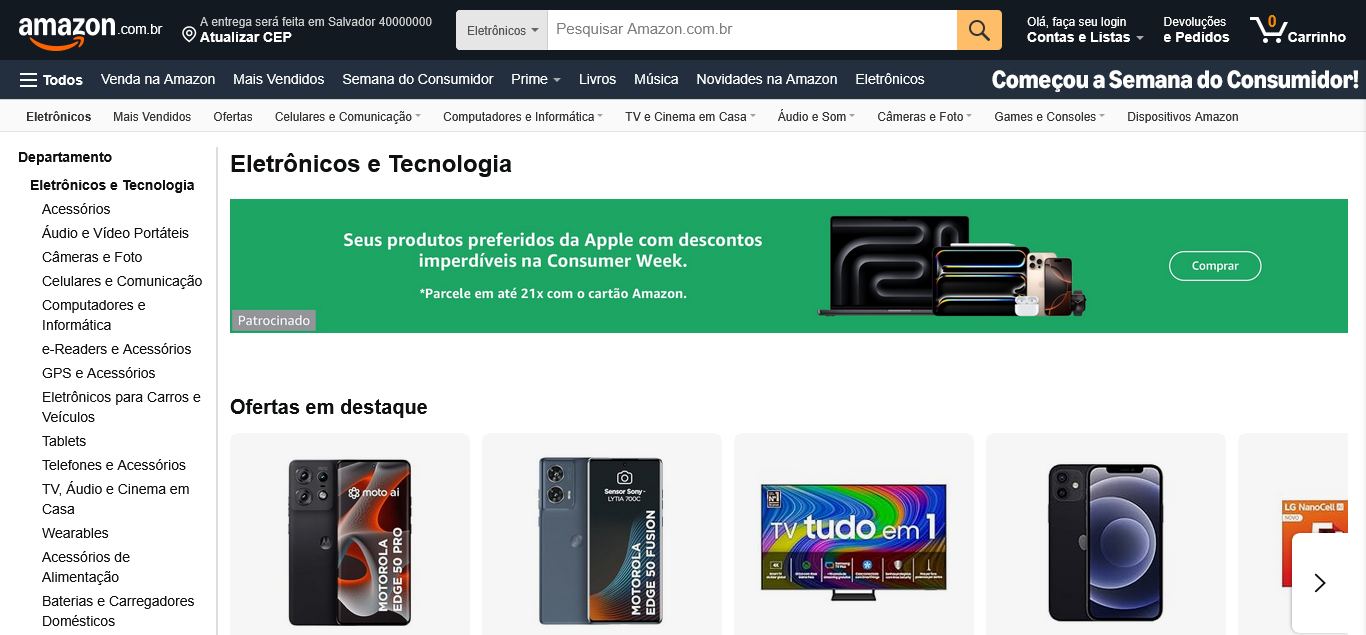 amazon.com.br
A entrega será feita em Salvador 40000000
Atualizar CEP
Eletrônicos
Pesquisar Amazon.com.br
Olá, faça seu login
Contas e Listas
Devoluções
e Pedidos
0
Carrinho
Todos
Venda na Amazon
Mais Vendidos
Semana do Consumidor
Prime
Livros
Música
Novidades na Amazon
Eletrônicos
Começou a Semana do Consumidor!
Eletrônicos
Mais Vendidos
Ofertas
Celulares e Comunicação
Computadores e Informática
TV e Cinema em Casa
Áudio e Som
Câmeras e Foto
Games e Consoles
Dispositivos Amazon
Departamento
Eletrônicos e Tecnologia
Acessórios
Áudio e Vídeo Portáteis
Câmeras e Foto
Celulares e Comunicação
Computadores e
Informática
e-Readers e Acessórios
GPS e Acessórios
Eletrônicos para Carros e
Veículos
Tablets
Telefones e Acessórios
TV, Áudio e Cinema em
Casa
Wearables
Acessórios de
Alimentação
Baterias e Carregadores
Domésticos
Eletrônicos e Tecnologia
Seus produtos preferidos da Apple com descontos
imperdíveis na Consumer Week.
*Parcele em até 21x com o cartão Amazon.
Comprar
Patrocinado
Ofertas em destaque
moto ai
MOTOROLA
EDGE 50 PRO
Sensor Sony
LYTIA 700C
MOTOROLA
EDGE 50 FUSION
TV tudo em 1
LG NanoCell
NOVO